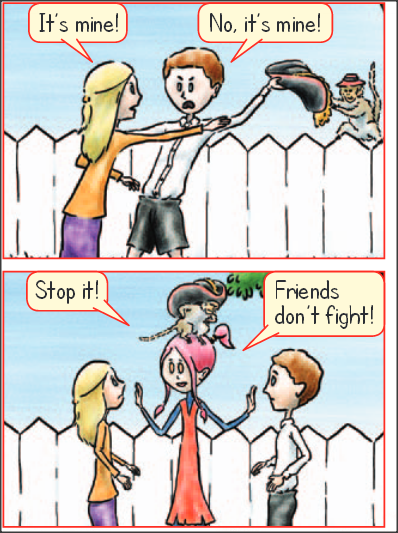 It's mine!
No, it's mine!
Stop it!
Friends
don't fight!